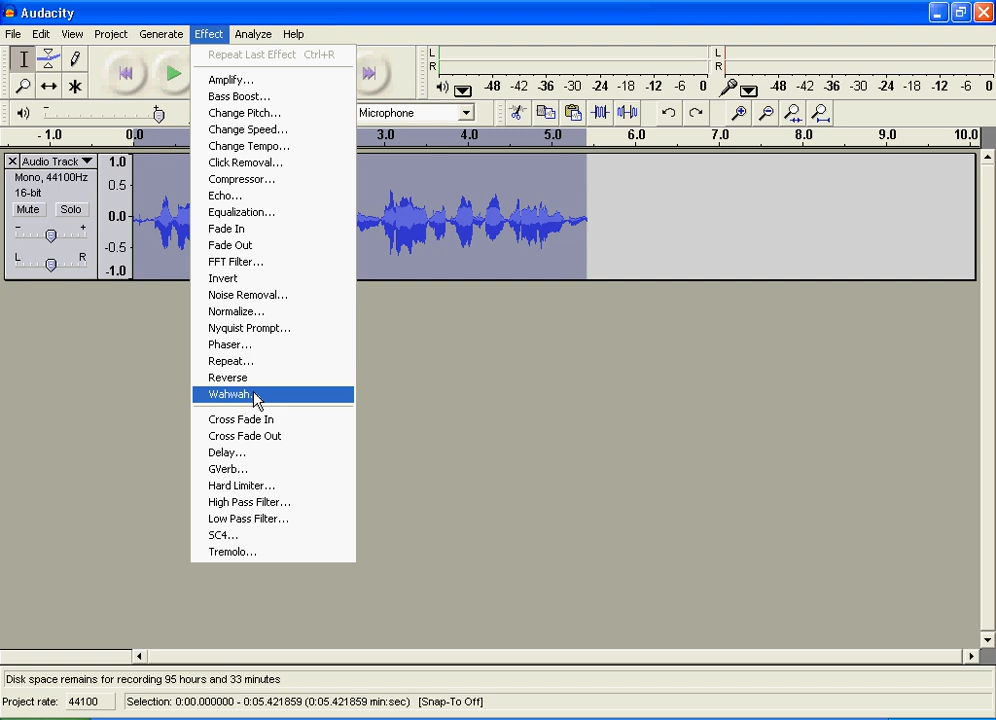 Audacity
File Edit View Project Generate Effect Analyze Help
Repeat Last Effect Ctrl+R
Amplify...
Bass Boost...
Change Pitch...
Change Speed...
Change Tempo...
Click Removal...
Compressor...
Echo...
Equalization...
Fade In
Fade Out
FFT Filter...
Invert
Noise Removal...
Normalize...
Nyquist Prompt...
Phaser...
Repeat...
Reverse
Wahwah.
Cross Fade In
Cross Fade Out
Delay...
GVerb...
Hard Limiter...
High Pass Filter...
Low Pass Filter...
SC4...
Tremolo...
L
R
-48 -42 -36 -30 -24 -18 -12 -6 0
L
R
-48 -42 -36 -30 -24 -18 -12 -6 0
Microphone
-1.0 0.0 3.0 4.0 5.0 6.0 7.0 8.0 9.0 10.0
Audio Track
Mono, 44100Hz
16-bit
Mute Solo
- +
L R
1.0
0.5
0.0
-0.5
-1.0
Disk space remains for recording 95 hours and 33 minutes
Project rate: 44100 Selection: 0:00.000000 - 0:05.421859 (0:05.421859 min:sec) [Snap-To Off]